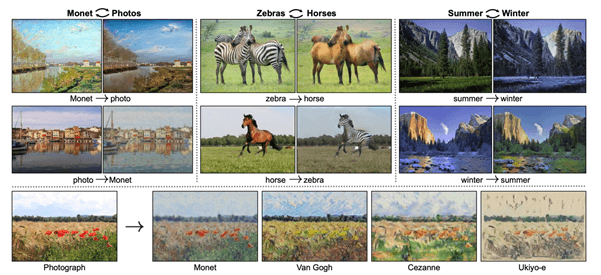 Monet Photos
Zebras Horses
Summer Winter
Monet → photo
zebra → horse
summer → winter
photo → Monet
horse → zebra
winter → summer
Photograph
Monet
Van Gogh
Cezanne
Ukiyo-e